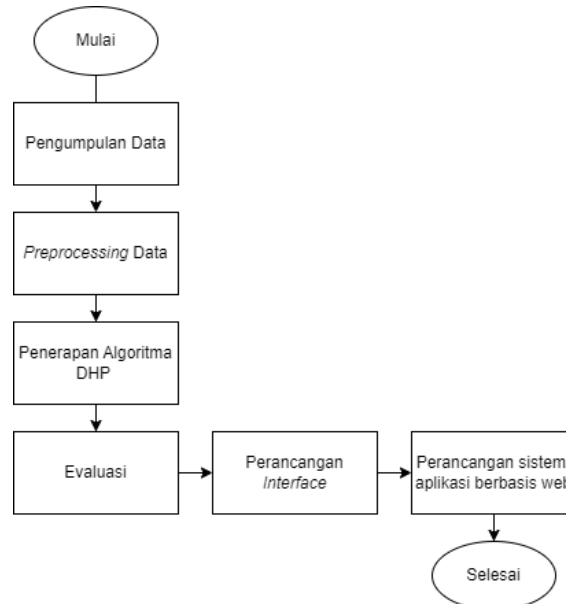 Mulai
Pengumpulan Data
Preprocessing Data
Penerapan Algoritma
DHP
Evaluasi
Perancangan
Interface
Perancangan sistem
aplikasi berbasis web
Selesai